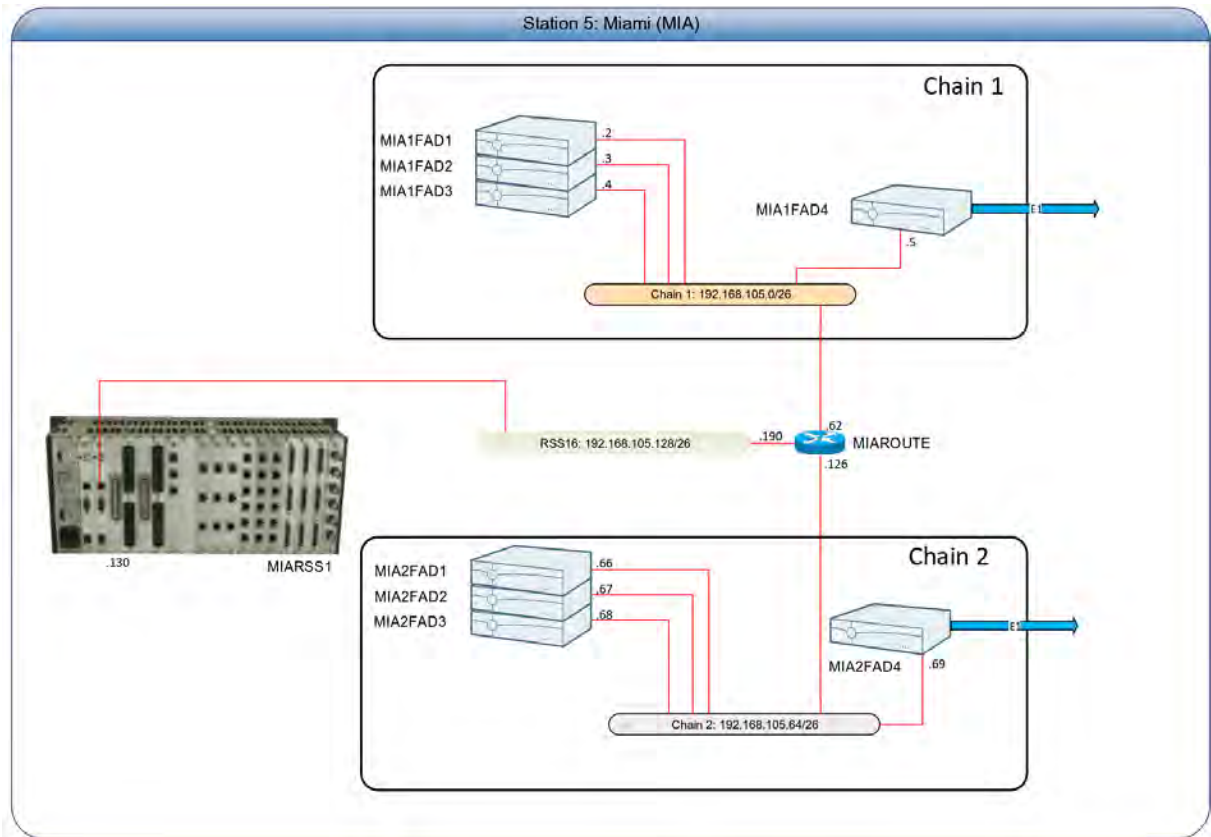 Station 5: Miami (MIA)
Chain 1
MIA1FAD1
.2
MIA1FAD2
.3
MIA1FAD3
.4
MIA1FAD4
E1
.5
Chain 1: 192.168.105.0/26
RSS16: 192.168.105.128/26
.190
.62
MIAROUTE
.126
.130
MIARSS1
Chain 2
MIA2FAD1
.66
MIA2FAD2
.67
MIA2FAD3
.68
E1
MIA2FAD4
.69
Chain 2: 192.168.105.64/26